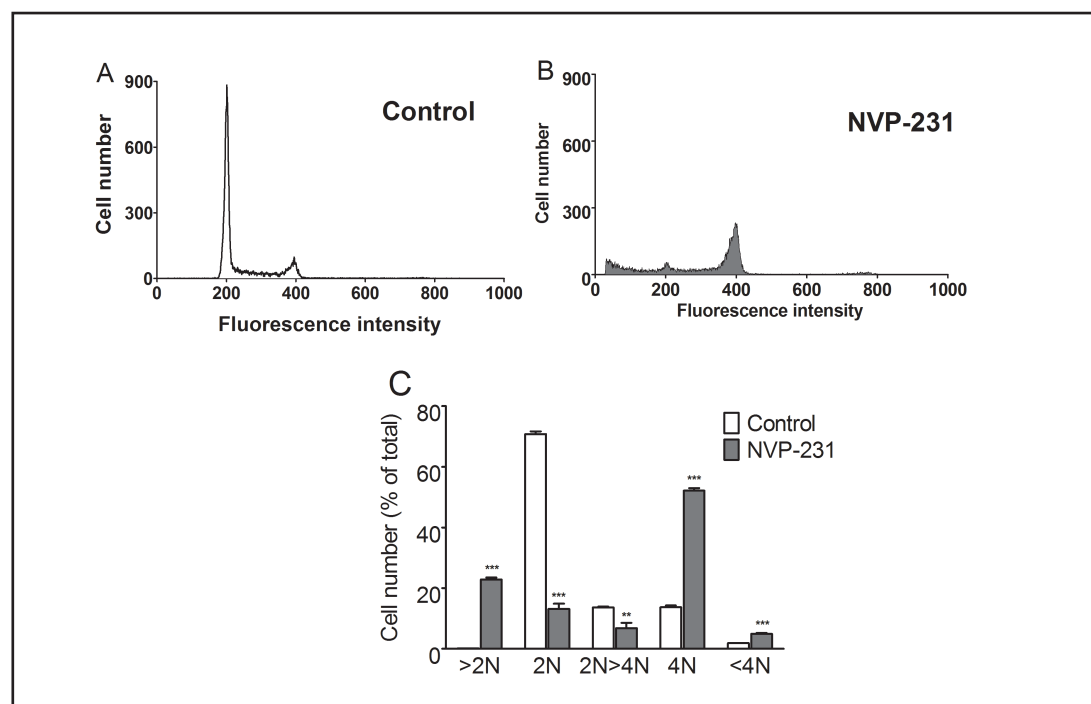 A
900
600
300
0
Cell number
Control
0 200 400 600 800 1000
Fluorescence intensity
B
900
600
300
0
Cell number
NVP-231
0 200 400 600 800 1000
Fluorescence intensity
C
80
60
40
20
0
Cell number (% of total)
Control
NVP-231
***
***
**
***
***
>2N 2N 2N>4N 4N <4N